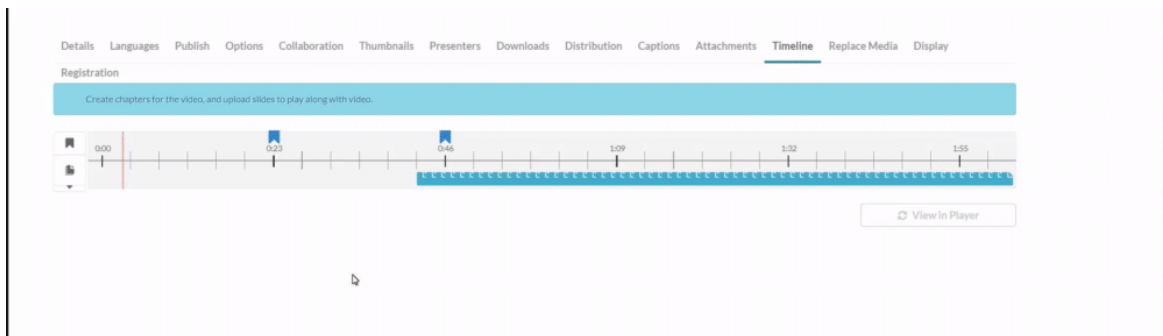 Details Languages Publish Options Collaboration Thumbnails Presenters Downloads Distribution Captions Attachments Timeline Replace Media Display
Registration
Create chapters for the video, and upload slides to play along with video.
0:00 0:23 0:46 1:09 1:32 1:55
View in Player